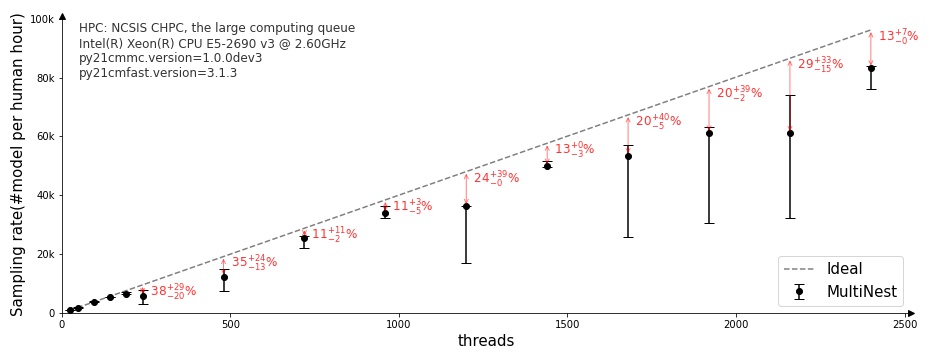 100k
80k
60k
40k
20k
0
Sampling rate(#model per human hour)
HPC: NCSIS CHPC, the large computing queue
Intel(R) Xeon(R) CPU E5-2690 v3 @ 2.60GHz
py21cmmc.version=1.0.0dev3
py21cmfast.version=3.1.3
38+29−20%
35+24−13%
11+11−2%
11+3−5%
24+39−0%
13+0−3%
20+40−5%
20+39−2%
29+33−15%
13+7−0%
Ideal
MultiNest
0 500 1000 1500 2000 2500
threads